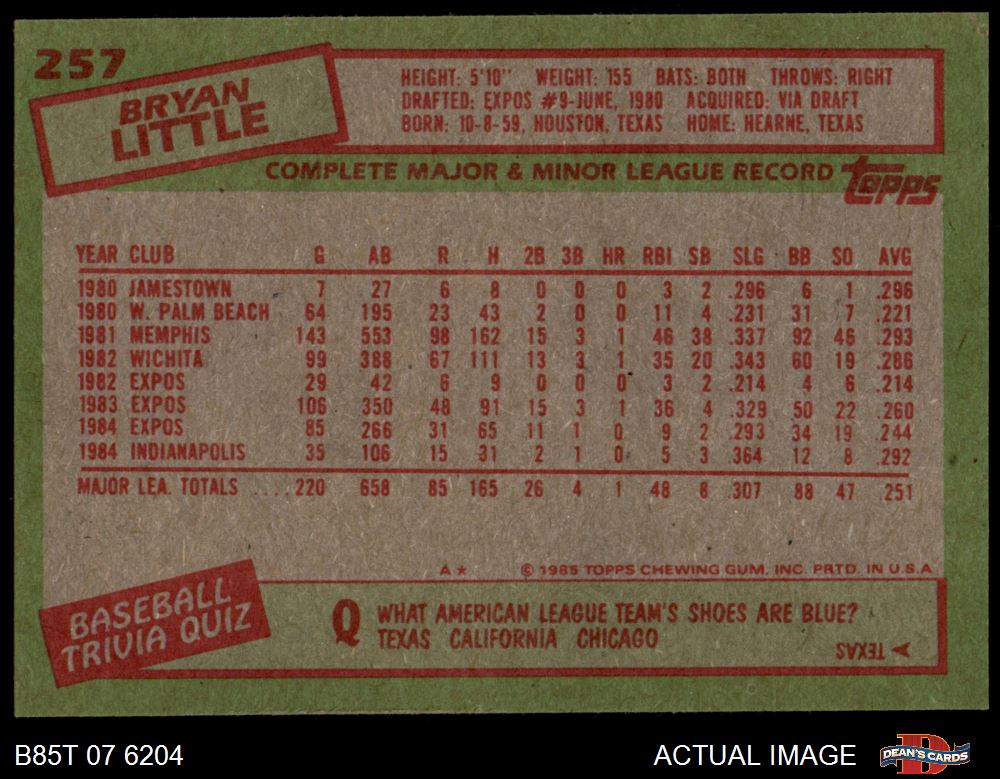 257
BRYAN
LITTLE
HEIGHT: 5'10" WEIGHT: 155 BATS: BOTH THROWS: RIGHT
DRAFTED: EXPOS #9-JUNE, 1980 ACQUIRED: VIA DRAFT
BORN: 10-8-59, HOUSTON, TEXAS HOME: HEARNE, TEXAS
COMPLETE MAJOR & MINOR LEAGUE RECORD topps
YEAR CLUB G AB R H 2B 3B HR RBI SB SLG BB SO AVG
1980 JAMESTOWN 7 27 6 8 0 0 0 3 2 .296 6 1 .296
1980 W. PALM BEACH 64 195 23 43 2 0 0 11 4 .231 31 7 .221
1981 MEMPHIS 143 553 98 162 15 3 1 46 38 .337 92 46 .293
1982 WICHITA 99 388 67 111 13 3 1 35 20 .343 60 19 .286
1982 EXPOS 29 42 6 9 0 0 0 3 2 .214 4 6 .214
1983 EXPOS 106 350 48 91 15 3 1 36 4 .329 50 22 .260
1984 EXPOS 85 266 31 65 11 1 0 9 2 .293 34 19 .244
1984 INDIANAPOLIS 35 106 15 31 2 1 0 5 3 .364 12 8 .292
MAJOR LEA. TOTALS ....220 658 85 165 26 4 1 48 8 .307 88 47 .251
A* © 1985 TOPPS CHEWING GUM, INC. PRTD. IN U.S.A
BASEBALL
TRIVIA QUIZ
Q WHAT AMERICAN LEAGUE TEAM'S SHOES ARE BLUE?
TEXAS CALIFORNIA CHICAGO
A TEXAS
B85T 07 6204
ACTUAL IMAGE
DEAN'S CARDS